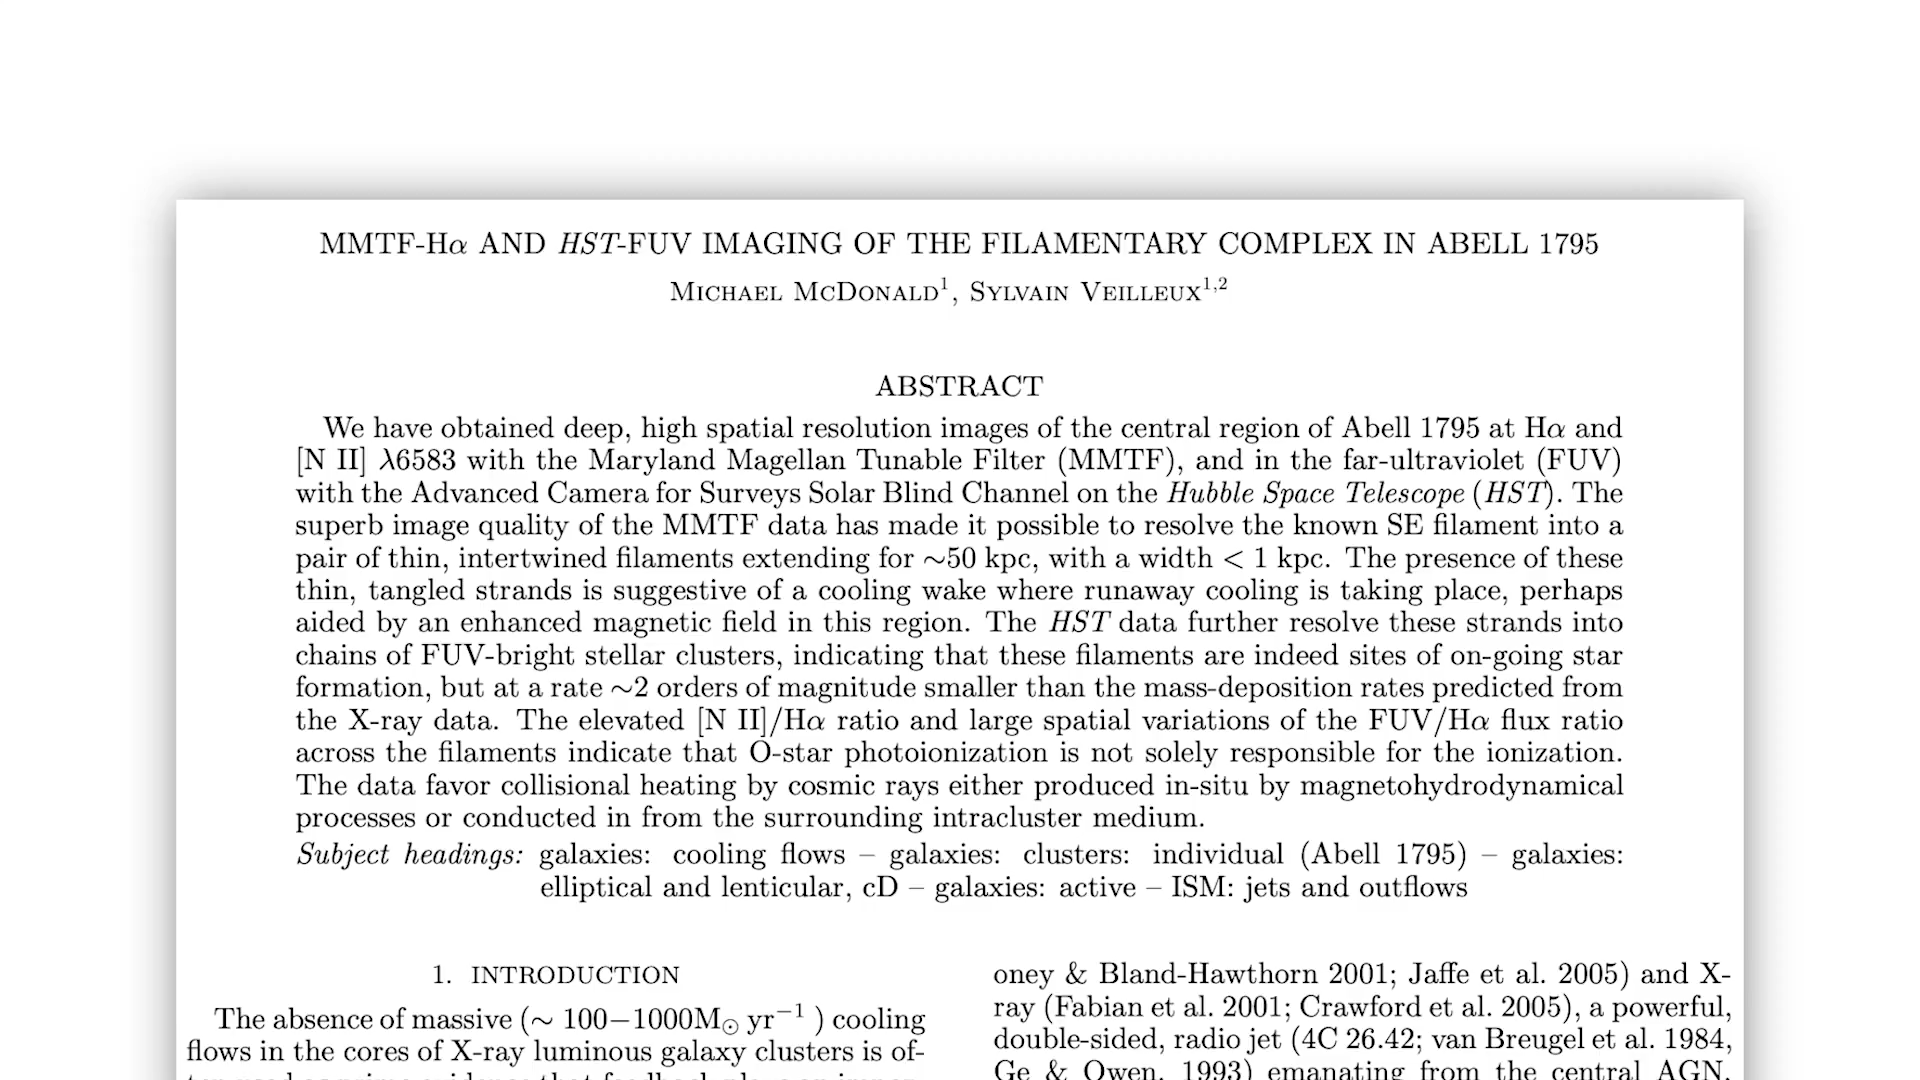 MMTF-Hα AND HST-FUV IMAGING OF THE FILAMENTARY COMPLEX IN ABELL 1795
Michael McDonald¹, Sylvain Veilleux¹,²
ABSTRACT
We have obtained deep, high spatial resolution images of the central region of Abell 1795 at Hα and
[N II] λ6583 with the Maryland Magellan Tunable Filter (MMTF), and in the far-ultraviolet (FUV)
with the Advanced Camera for Surveys Solar Blind Channel on the Hubble Space Telescope (HST). The
superb image quality of the MMTF data has made it possible to resolve the known SE filament into a
pair of thin, intertwined filaments extending for ∼50 kpc, with a width < 1 kpc. The presence of these
thin, tangled strands is suggestive of a cooling wake where runaway cooling is taking place, perhaps
aided by an enhanced magnetic field in this region. The HST data further resolve these strands into
chains of FUV-bright stellar clusters, indicating that these filaments are indeed sites of on-going star
formation, but at a rate ∼2 orders of magnitude smaller than the mass-deposition rates predicted from
the X-ray data. The elevated [N II]/Hα ratio and large spatial variations of the FUV/Hα flux ratio
across the filaments indicate that O-star photoionization is not solely responsible for the ionization.
The data favor collisional heating by cosmic rays either produced in-situ by magnetohydrodynamical
processes or conducted in from the surrounding intracluster medium.
Subject headings: galaxies: cooling flows – galaxies: clusters: individual (Abell 1795) – galaxies:
elliptical and lenticular, cD – galaxies: active – ISM: jets and outflows
1. INTRODUCTION
The absence of massive (∼ 100−1000M⊙ yr⁻¹ ) cooling
flows in the cores of X-ray luminous galaxy clusters is of-
oney & Bland-Hawthorn 2001; Jaffe et al. 2005) and X-
ray (Fabian et al. 2001; Crawford et al. 2005), a powerful,
double-sided, radio jet (4C 26.42; van Breugel et al. 1984,
Ge & Owen, 1993) emanating from the central AGN,